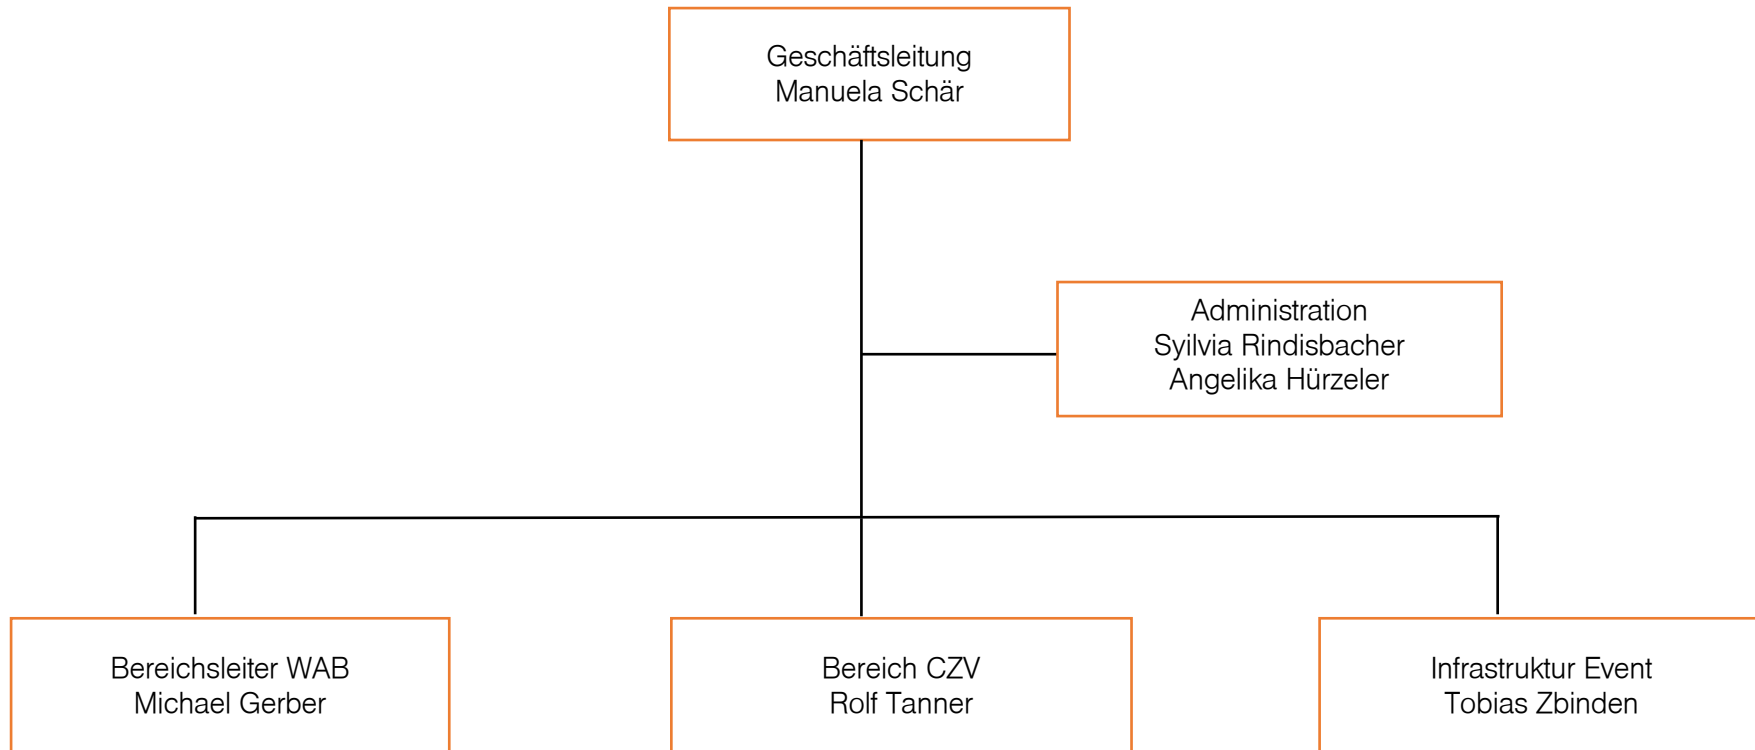 Geschäftsleitung
Manuela Schär
Administration
Syilvia Rindisbacher
Angelika Hürzeler
Bereichsleiter WAB
Michael Gerber
Bereich CZV
Rolf Tanner
Infrastruktur Event
Tobias Zbinden